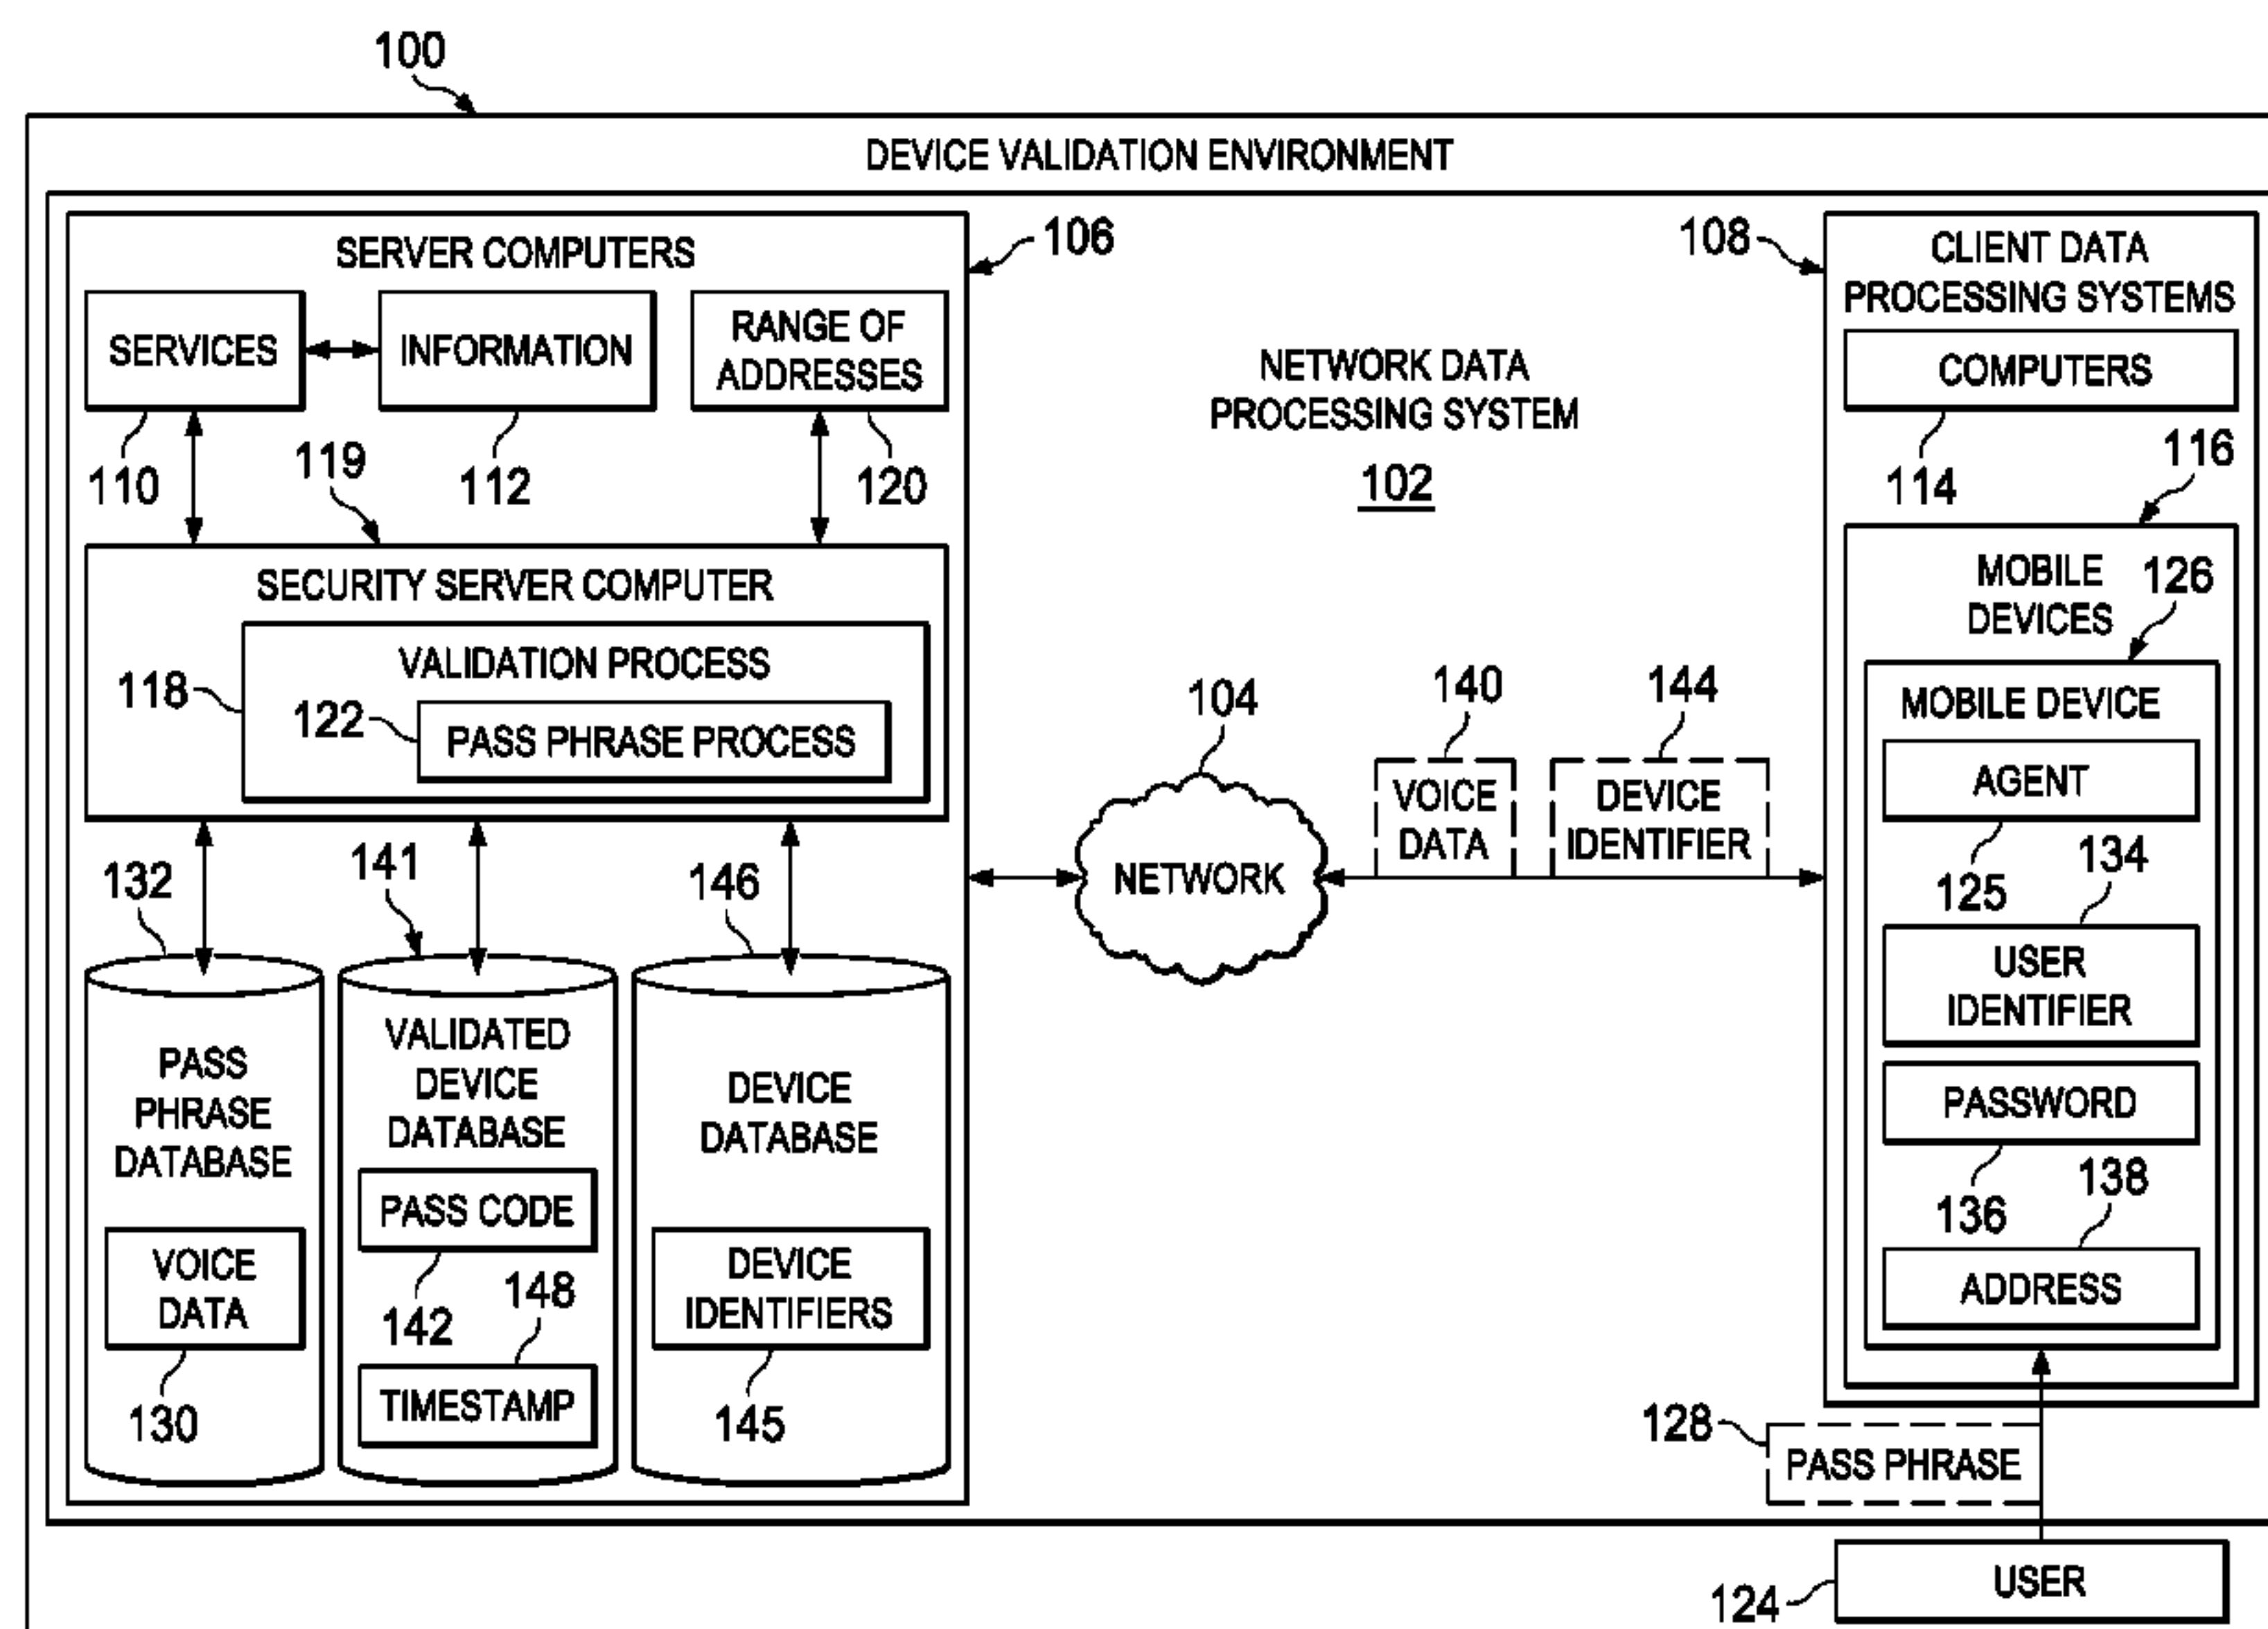 100
DEVICE VALIDATION ENVIRONMENT
SERVER COMPUTERS
106
SERVICES
INFORMATION
RANGE OF
ADDRESSES
110
119
112
120
SECURITY SERVER COMPUTER
VALIDATION PROCESS
118
122
PASS PHRASE PROCESS
132
141
146
PASS
PHRASE
DATABASE
VOICE
DATA
130
VALIDATED
DEVICE
DATABASE
PASS CODE
142
148
TIMESTAMP
DEVICE
DATABASE
DEVICE
IDENTIFIERS
145
NETWORK DATA
PROCESSING SYSTEM
102
104
NETWORK
140
VOICE
DATA
144
DEVICE
IDENTIFIER
108
CLIENT DATA
PROCESSING SYSTEMS
COMPUTERS
114
116
MOBILE
DEVICES
126
MOBILE DEVICE
AGENT
125
134
USER
IDENTIFIER
PASSWORD
136
138
ADDRESS
128
PASS PHRASE
124
USER